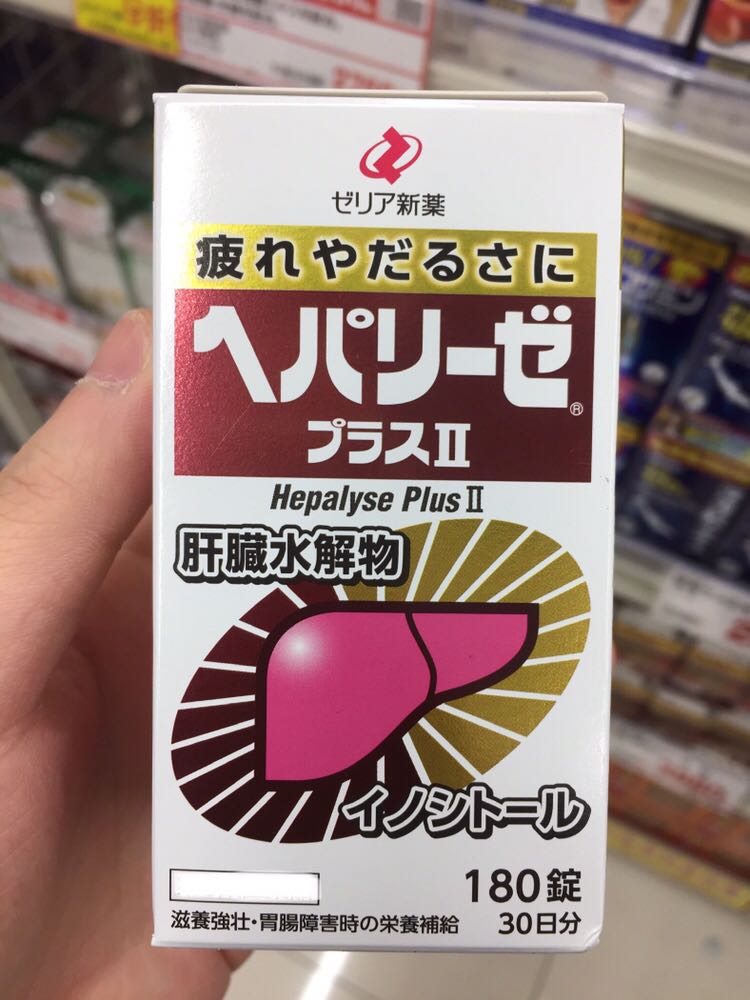 ゼリア新薬
疲れやだるさに
ヘパリーゼ®
プラスⅡ
Hepalyse PlusⅡ
肝臓水解物
イノシトール
180錠
滋養強壮・胃腸障害時の栄養補給
30日分